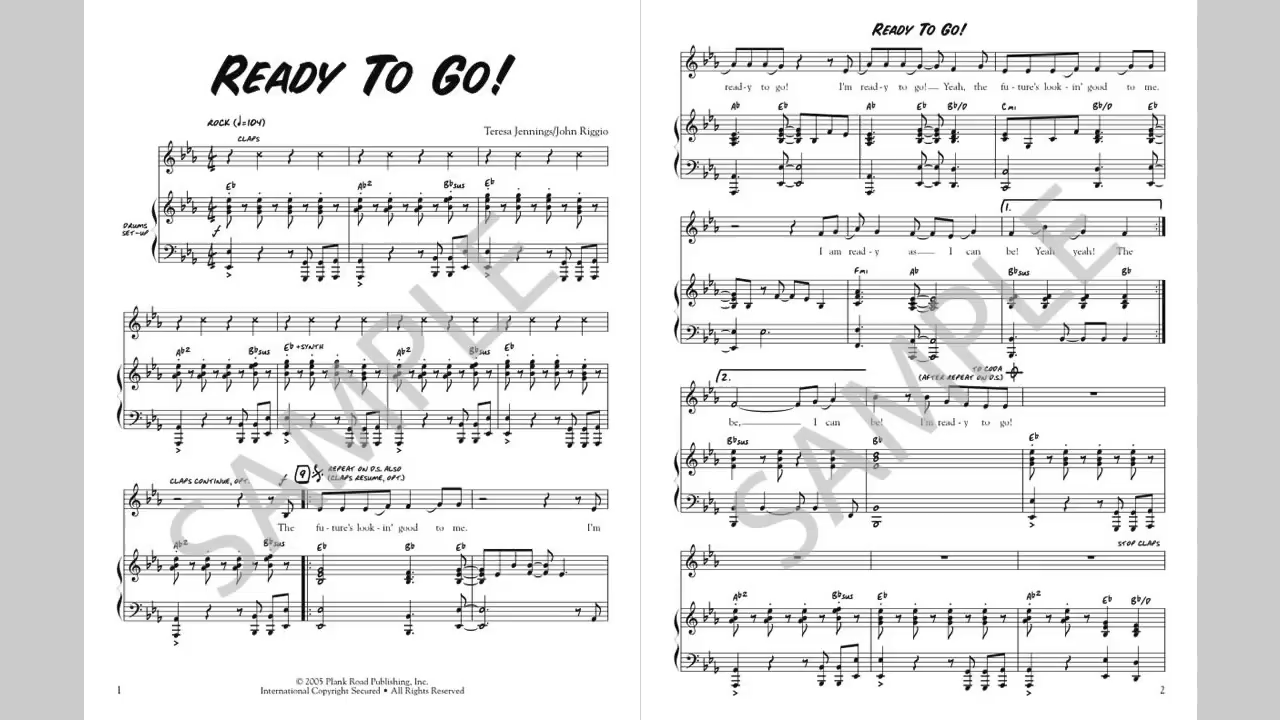 READY TO GO!
ROCK (♩=104)
CLAPS
Teresa Jennings/John Riggio
Eb Ab2 Bbsus Eb
DRUMS
SET-UP
f
Ab2 Bbsus Eb +SYNTH Ab2 Bbsus Eb
CLAPS CONTINUE, OPT. f 9 REPEAT ON D.S. ALSO
(CLAPS RESUME, OPT.)
The fu - ture's look - in' good to me. I'm
Ab2 Bbsus Eb Bb Eb
© 2005 Plank Road Publishing, Inc.
International Copyright Secured • All Rights Reserved
1
SAMPLE
READY TO GO!
read-y to go! I'm read-y to go!— Yeah, the fu - ture's look - in' good to me.
Ab Eb Ab Eb Bb/D Cmi Bb/D Eb
1.
I am read - y as— I can be! Yeah yeah! The
Fmi Ab Bbsus Bb
2. TO CODA
(AFTER REPEAT ON D.S.)
be, I can be! I'm read - y to go!
Bbsus Bb Eb
STOP CLAPS
Ab2 Bbsus Eb Ab2 Eb Bb/D
2
SAMPLE